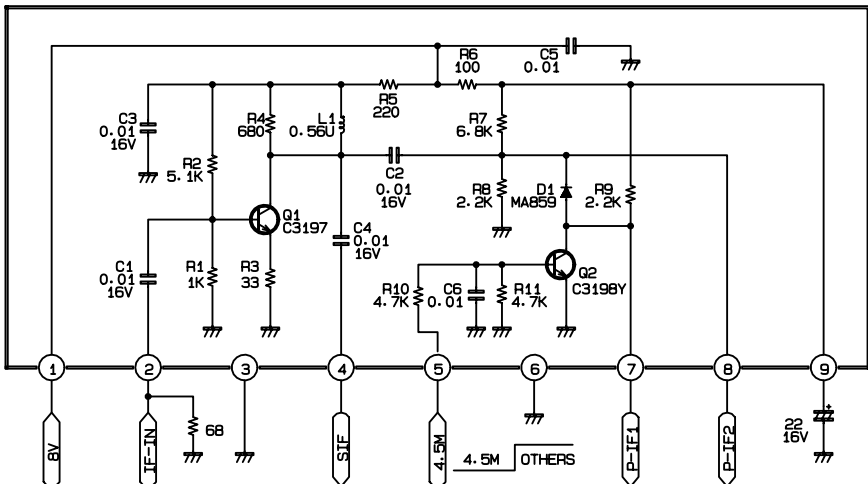 R6
100
C5
0.01
R5
220
C3
0.01
16V
R4
680
L1
0.56U
R7
6.8K
R2
5.1K
C2
0.01
16V
R8
2.2K
D1
MA859
R9
2.2K
Q1
C3197
C4
0.01
16V
C1
0.01
16V
R1
1K
R3
33
R10
4.7K
C6
0.01
R11
4.7K
Q2
C3198Y
1
2
3
4
5
6
7
8
9
68
22
16V
+
8V
IF-IN
SIF
4.5M
4.5M OTHERS
P-IF1
P-IF2